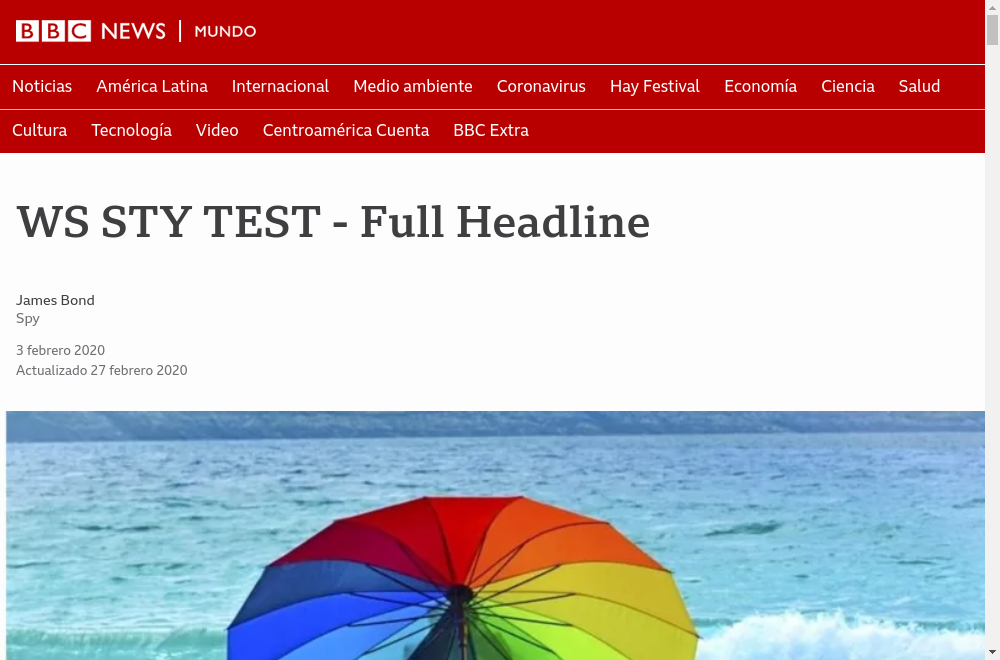 BBC NEWS | MUNDO
Noticias América Latina Internacional Medio ambiente Coronavirus Hay Festival Economía Ciencia Salud
Cultura Tecnología Video Centroamérica Cuenta BBC Extra
WS STY TEST - Full Headline
James Bond
Spy
3 febrero 2020
Actualizado 27 febrero 2020